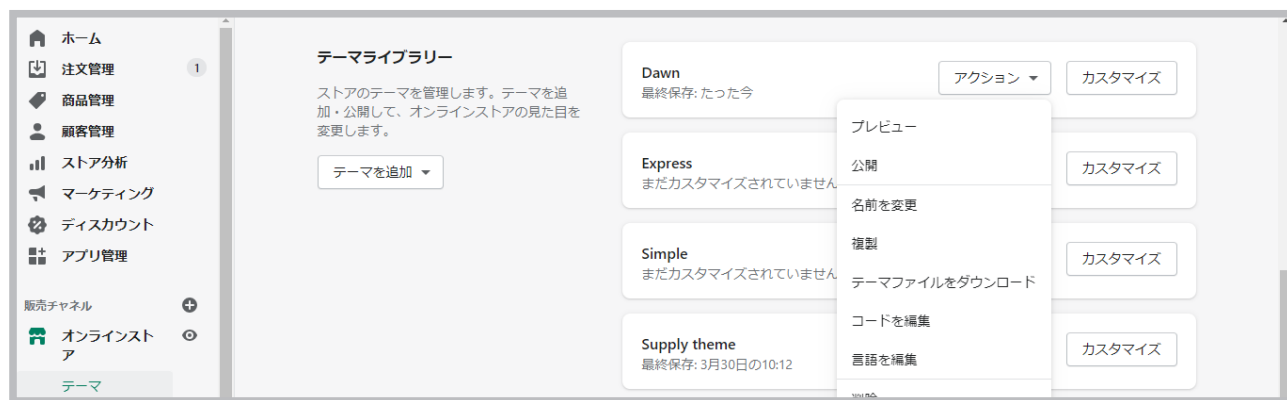 ホーム
注文管理
1
商品管理
顧客管理
ストア分析
マーケティング
ディスカウント
アプリ管理
販売チャネル
オンラインスト
ア
テーマ
テーマライブラリー
ストアのテーマを管理します。テーマを追
加・公開して、オンラインストアの見た目を
変更します。
テーマを追加
Dawn
最終保存: たった今
アクション
カスタマイズ
Express
まだカスタマイズされていません
カスタマイズ
Simple
まだカスタマイズされていません
カスタマイズ
Supply theme
最終保存: 3月30日の10:12
カスタマイズ
プレビュー
公開
名前を変更
複製
テーマファイルをダウンロード
コードを編集
言語を編集
削除